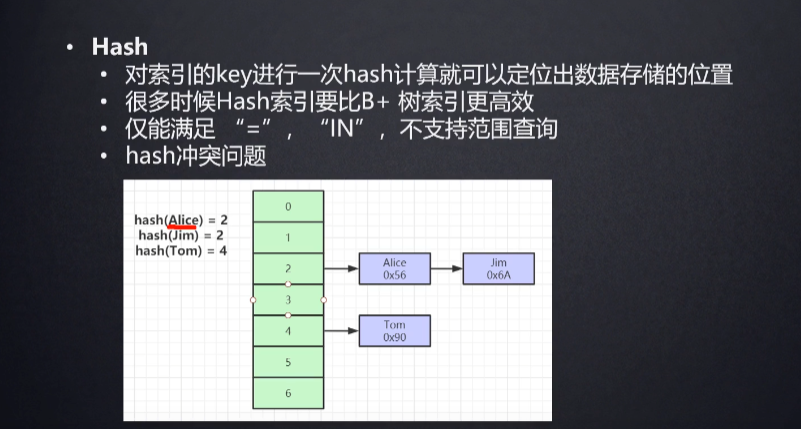 Hash
对索引的key进行一次hash计算就可以定位出数据存储的位置
很多时候Hash索引要比B+ 树索引更高效
仅能满足 “=”, “IN”, 不支持范围查询
hash冲突问题
hash(Alice) = 2
hash(Jim) = 2
hash(Tom) = 4
0
1
2
Alice
0x56
Jim
0x6A
3
4
Tom
0x90
5
6